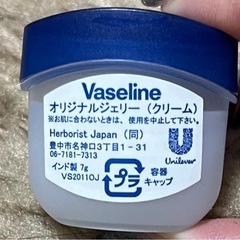 Vaseline
オリジナルジェリー（クリーム）
※お肌に合わないときは、使用を中止して下さい。
Herborist Japan（同）
豊中市名神口3丁目1-31
06-7181-7313
インド製 7g
VS2011OJ
プラ
容器
キャップ
Unilever